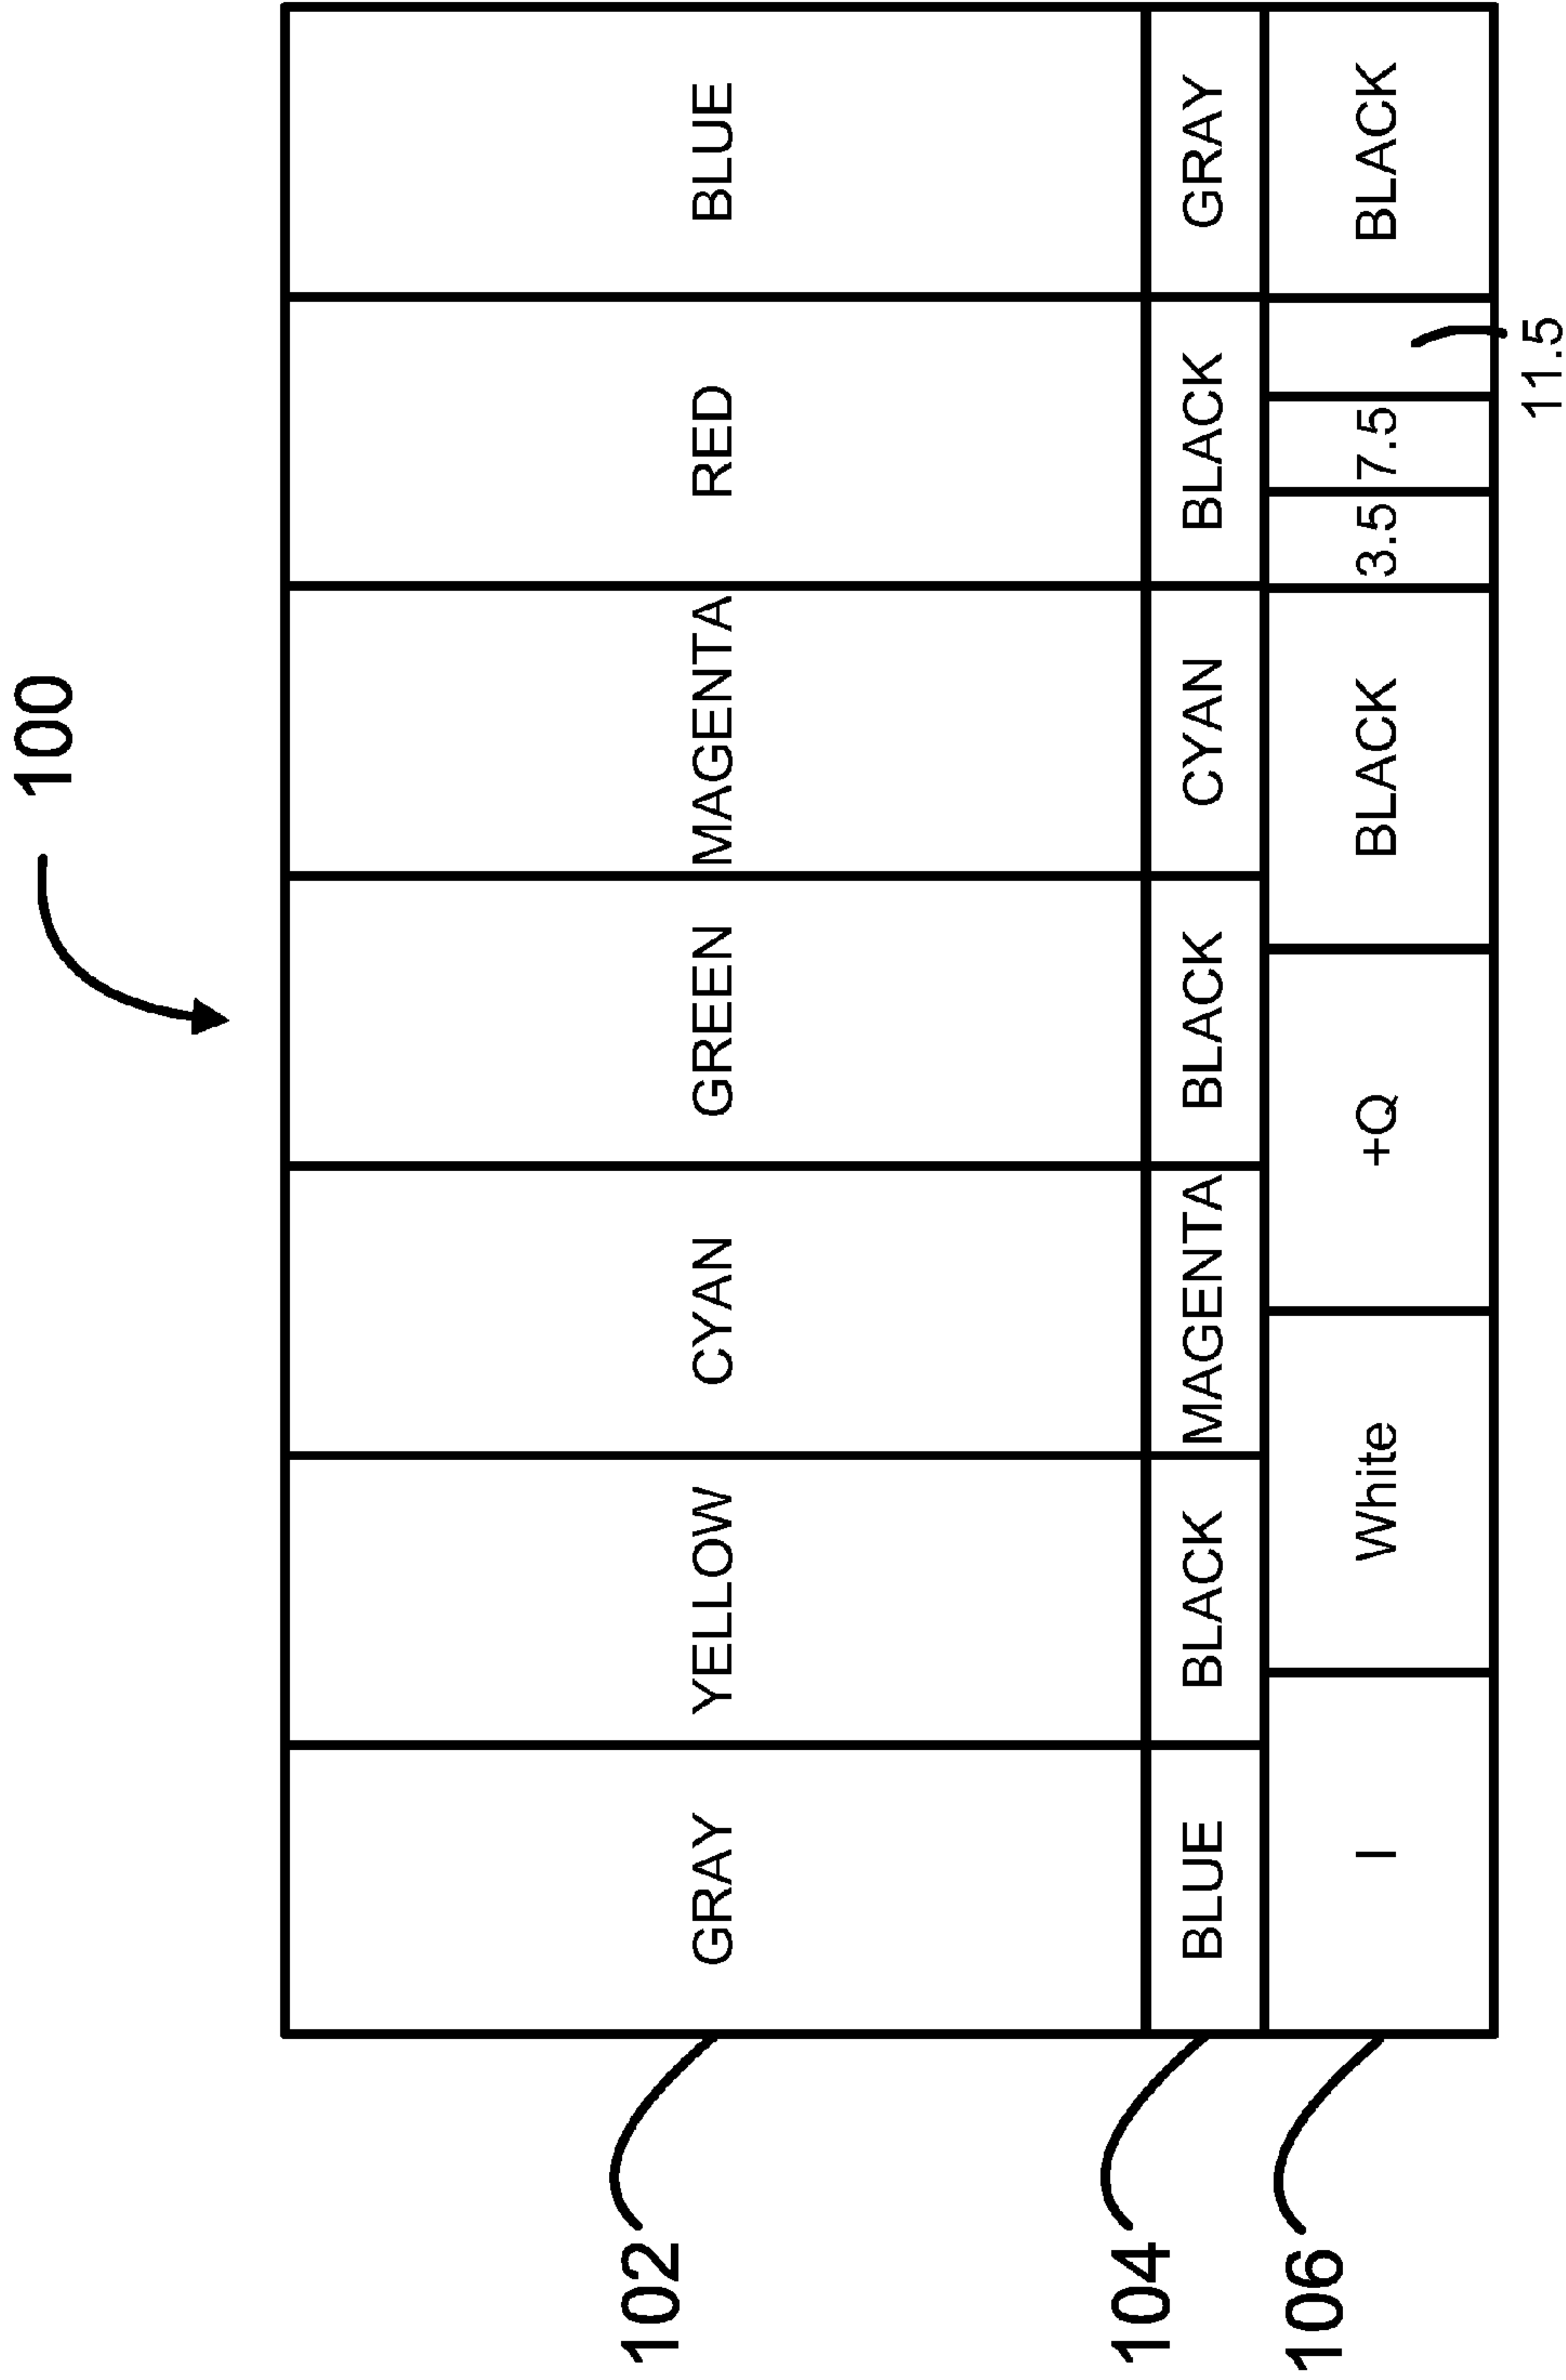 100
102
GRAY YELLOW CYAN GREEN MAGENTA RED BLUE
104
BLUE BLACK MAGENTA BLACK CYAN BLACK GRAY
106
I White +Q BLACK 3.5 7.5 BLACK
11.5